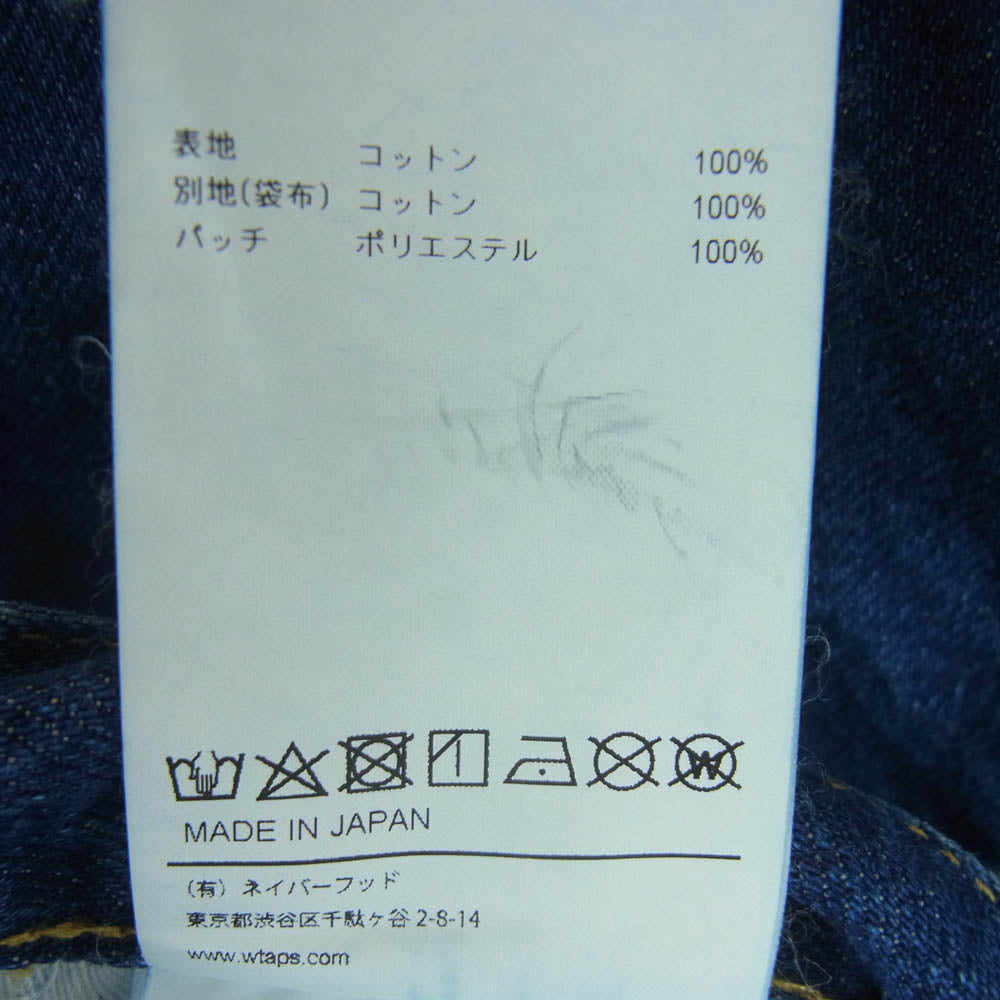 表地 コットン 100%
別地(袋布) コットン 100%
パッチ ポリエステル 100%
W
MADE IN JAPAN
(有) ネイバーフッド
東京都渋谷区千駄ヶ谷 2-8-14
www.wtaps.com